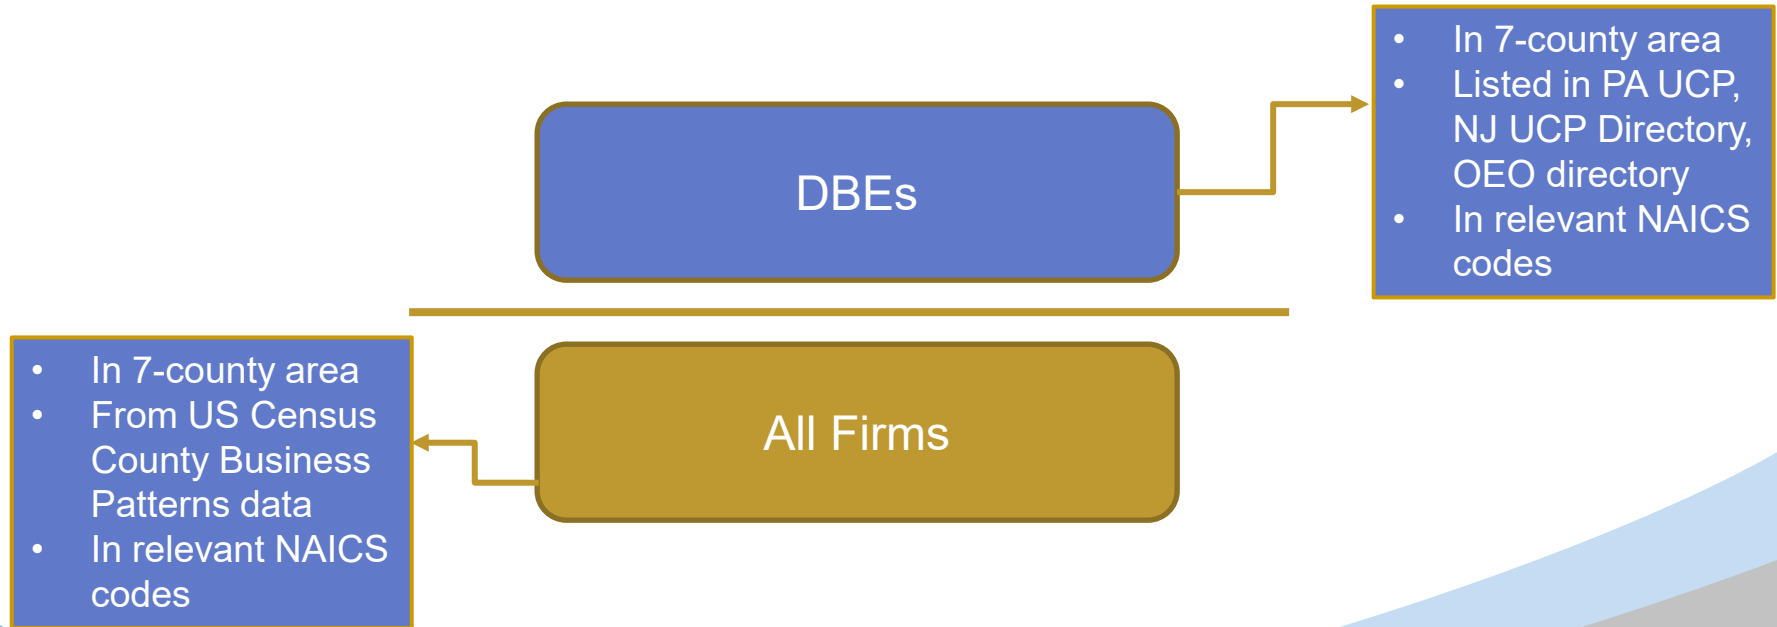 • In 7-county area
• Listed in PA UCP,
NJ UCP Directory,
OEO directory
• In relevant NAICS
codes
DBEs
All Firms
• In 7-county area
• From US Census
County Business
Patterns data
• In relevant NAICS
codes